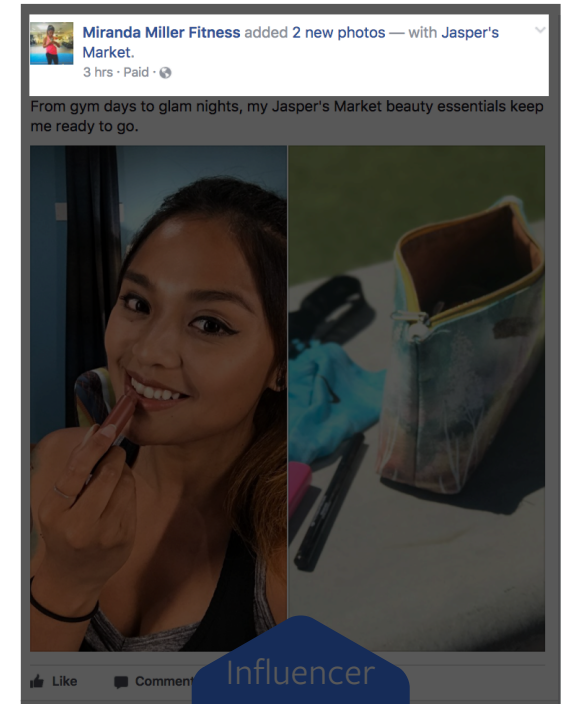 Miranda Miller Fitness added 2 new photos — with Jasper's
Market.
3 hrs · Paid ·
From gym days to glam nights, my Jasper's Market beauty essentials keep
me ready to go.
Like Comment
Influencer